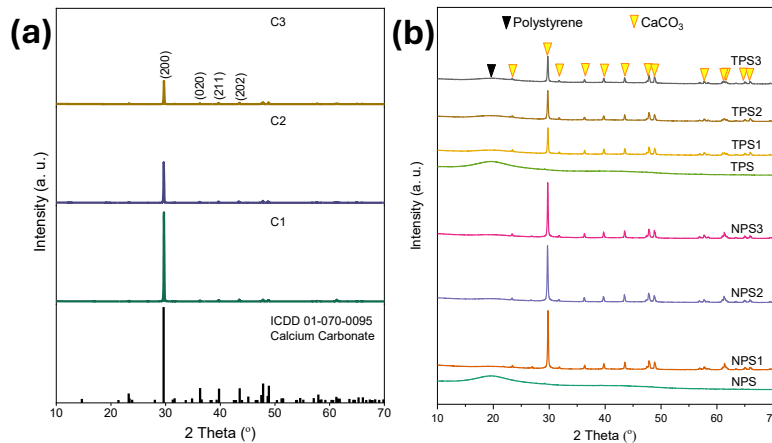 (a)
C3
(200)
(020)
(211)
(202)
C2
C1
ICDD 01-070-0095
Calcium Carbonate
Intensity (a. u.)
10 20 30 40 50 60 70
2 Theta (°)
(b)
Polystyrene CaCO₃
TPS3
TPS2
TPS1
TPS
NPS3
NPS2
NPS1
NPS
Intensity (a. u.)
10 20 30 40 50 60 70
2 Theta (°)